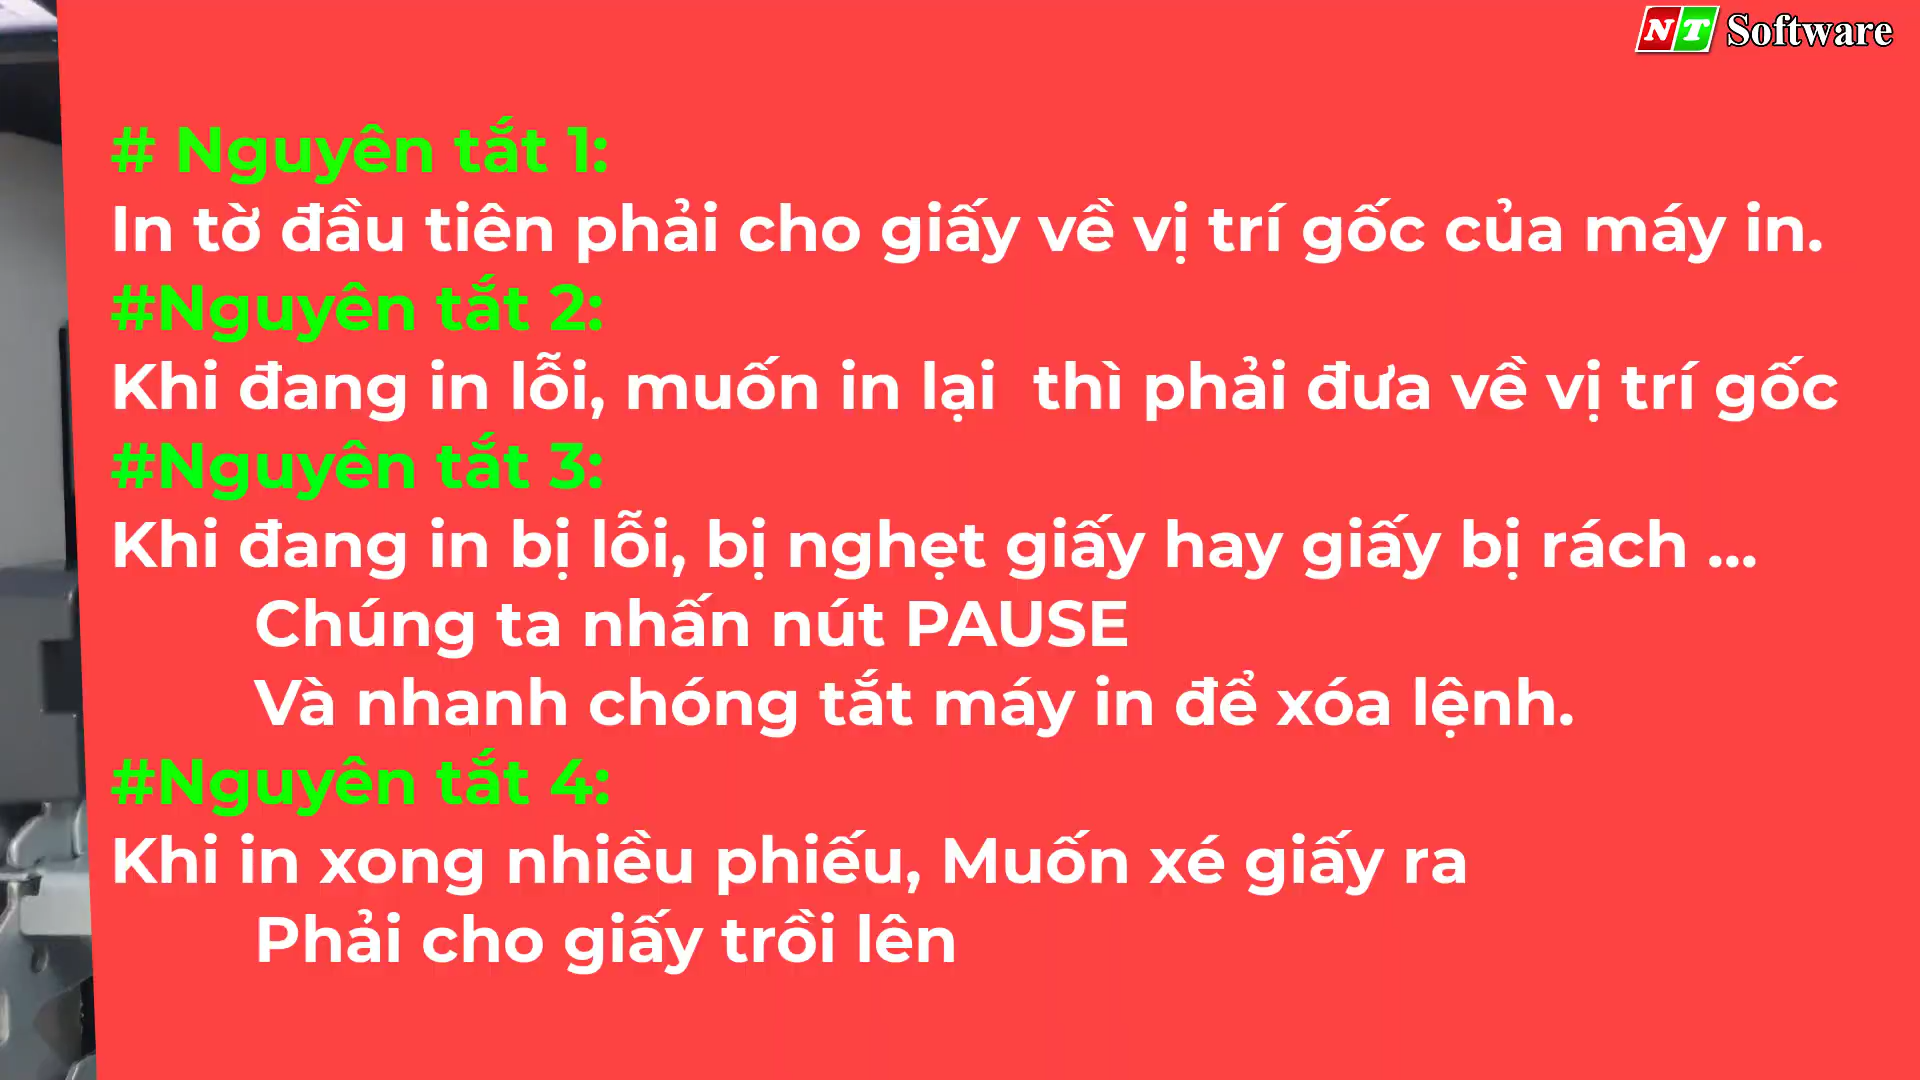 NT Software
# Nguyên tắt 1:
In tờ đầu tiên phải cho giấy về vị trí gốc của máy in.
#Nguyên tắt 2:
Khi đang in lỗi, muốn in lại  thì phải đưa về vị trí gốc
#Nguyên tắt 3:
Khi đang in bị lỗi, bị nghẹt giấy hay giấy bị rách ...
Chúng ta nhấn nút PAUSE
Và nhanh chóng tắt máy in để xóa lệnh.
#Nguyên tắt 4:
Khi in xong nhiều phiếu, Muốn xé giấy ra
Phải cho giấy trồi lên